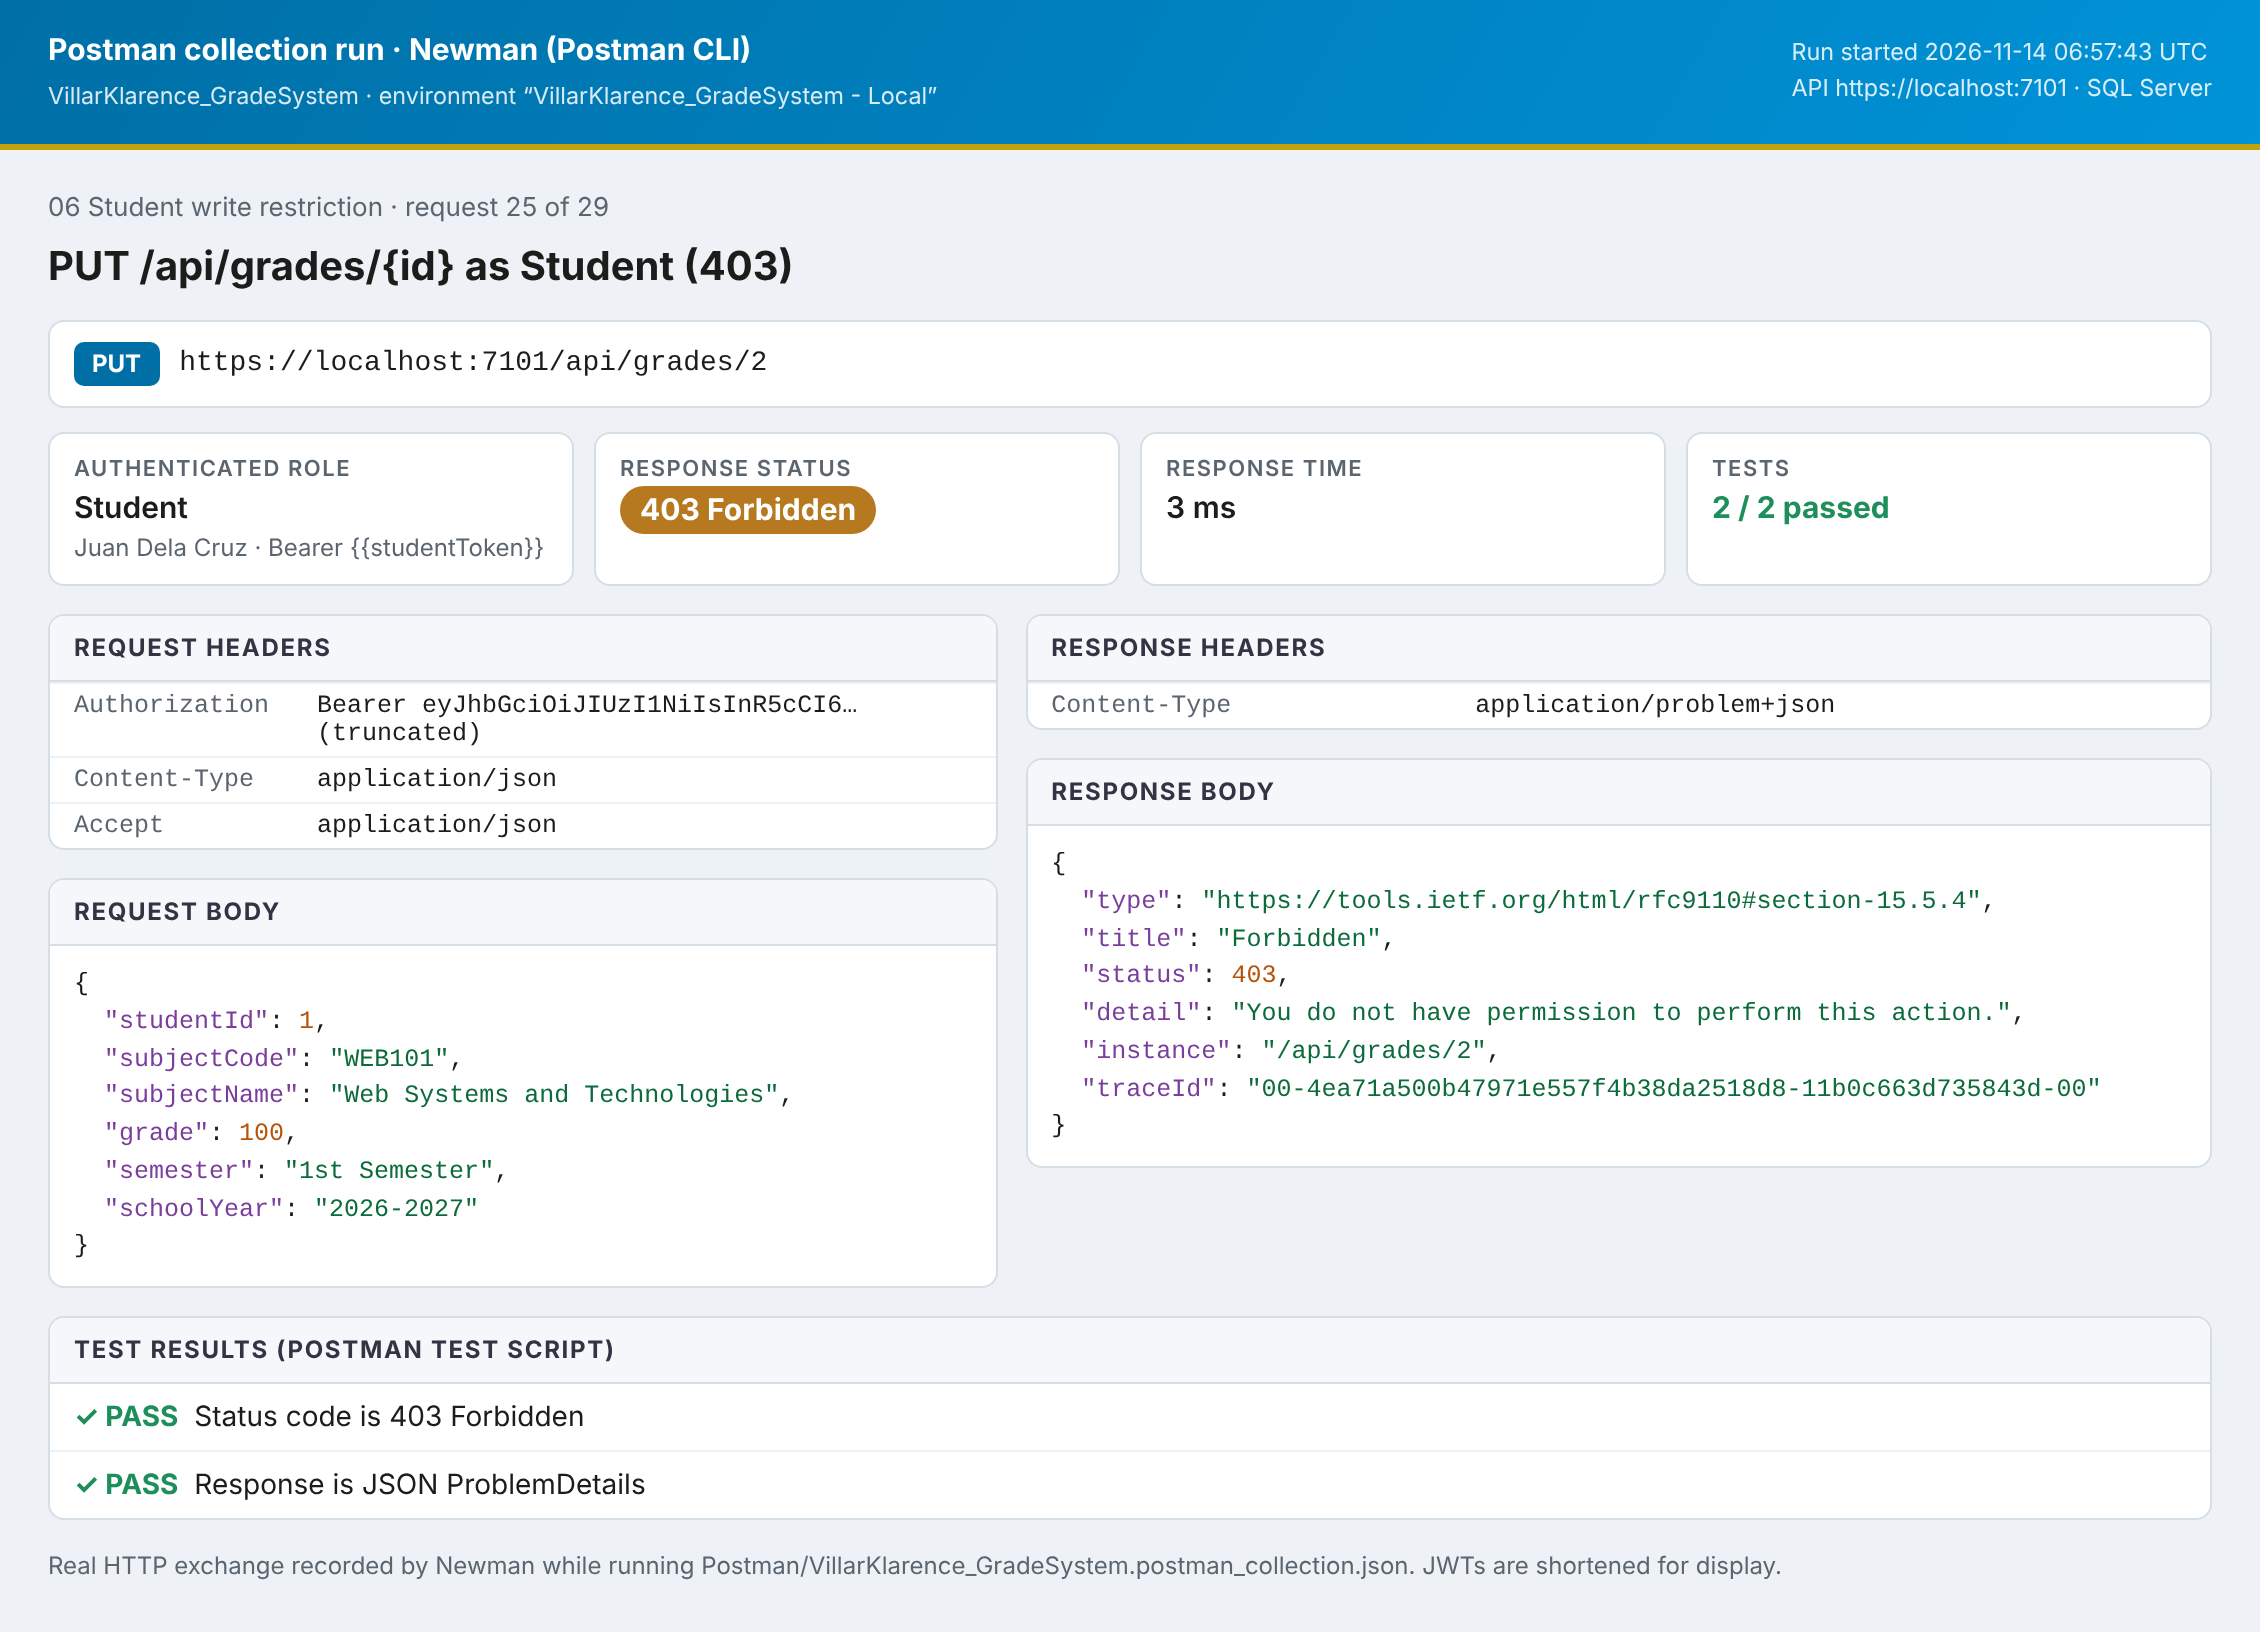 Postman collection run · Newman (Postman CLI)
VillarKlarence_GradeSystem · environment “VillarKlarence_GradeSystem - Local”
Run started 2026-11-14 06:57:43 UTC
API https://localhost:7101 · SQL Server
06 Student write restriction · request 25 of 29
PUT /api/grades/{id} as Student (403)
PUT https://localhost:7101/api/grades/2
AUTHENTICATED ROLE
Student
Juan Dela Cruz · Bearer {{studentToken}}
RESPONSE STATUS
403 Forbidden
RESPONSE TIME
3 ms
TESTS
2 / 2 passed
REQUEST HEADERS
Authorization Bearer eyJhbGciOiJIUzI1NiIsInR5cCI6…
(truncated)
Content-Type application/json
Accept application/json
REQUEST BODY
{
  "studentId": 1,
  "subjectCode": "WEB101",
  "subjectName": "Web Systems and Technologies",
  "grade": 100,
  "semester": "1st Semester",
  "schoolYear": "2026-2027"
}
RESPONSE HEADERS
Content-Type application/problem+json
RESPONSE BODY
{
  "type": "https://tools.ietf.org/html/rfc9110#section-15.5.4",
  "title": "Forbidden",
  "status": 403,
  "detail": "You do not have permission to perform this action.",
  "instance": "/api/grades/2",
  "traceId": "00-4ea71a500b47971e557f4b38da2518d8-11b0c663d735843d-00"
}
TEST RESULTS (POSTMAN TEST SCRIPT)
✓ PASS Status code is 403 Forbidden
✓ PASS Response is JSON ProblemDetails
Real HTTP exchange recorded by Newman while running Postman/VillarKlarence_GradeSystem.postman_collection.json. JWTs are shortened for display.